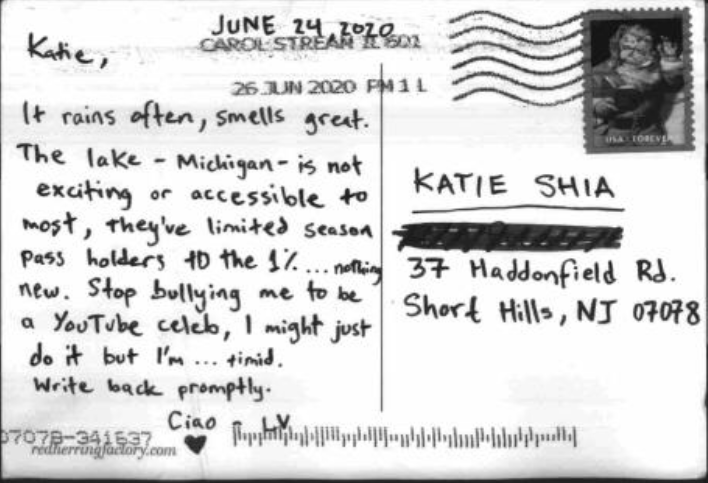 JUNE 24 2020
CAROL STREAM IL 601
26 JUN 2020 PM 1 L
USA FOREVER
Katie,
It rains often, smells great.
The lake - Michigan - is not
exciting or accessible to
most, they've limited season
pass holders to the 1% ... nothing
new. Stop bullying me to be
a YouTube celeb, I might just
do it but I'm ... timid.
Write back promptly.
Ciao - LV
KATIE SHIA
37 Haddonfield Rd.
Short Hills, NJ 07078
07078-341637
redherringfactory.com